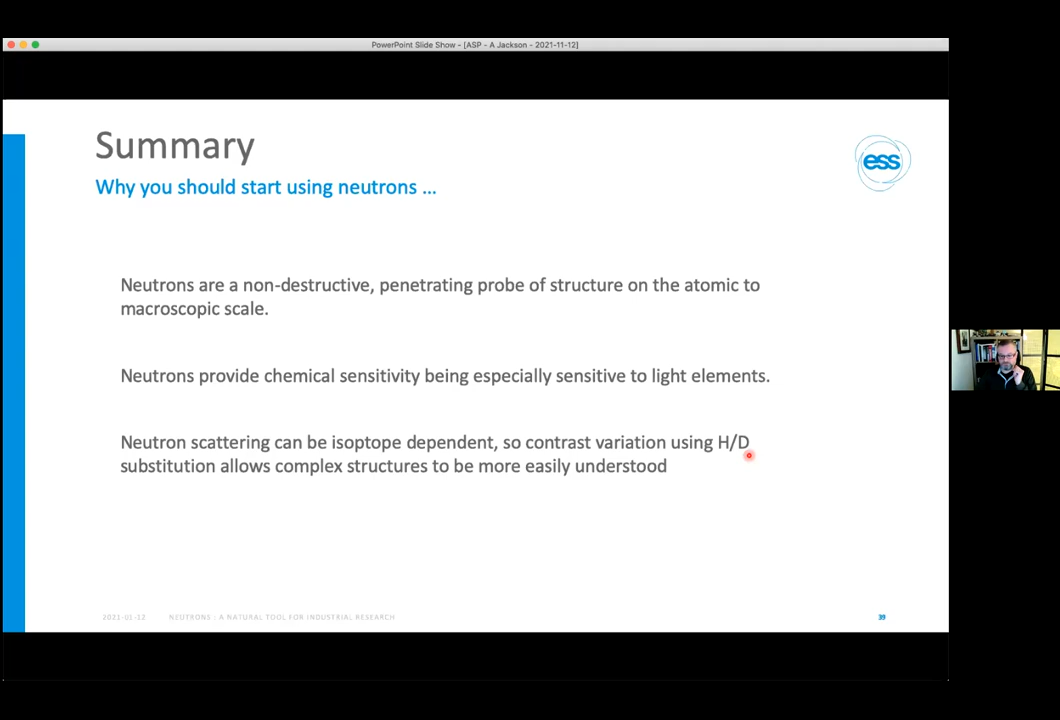 PowerPoint Slide Show - [ASP - A Jackson - 2021-11-12]
Summary
ess
Why you should start using neutrons ...
Neutrons are a non-destructive, penetrating probe of structure on the atomic to
macroscopic scale.
Neutrons provide chemical sensitivity being especially sensitive to light elements.
Neutron scattering can be isoptope dependent, so contrast variation using H/D
substitution allows complex structures to be more easily understood
2021-01-12 NEUTRONS : A NATURAL TOOL FOR INDUSTRIAL RESEARCH 39